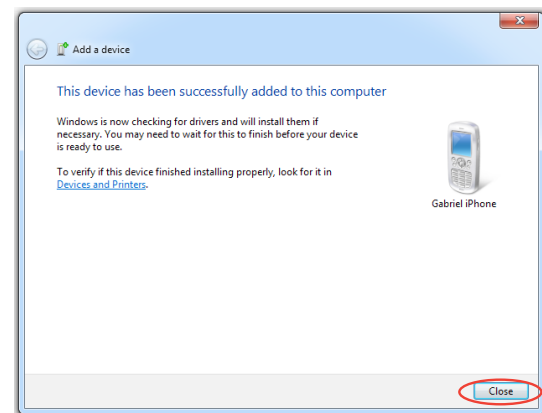 Add a device
This device has been successfully added to this computer
Windows is now checking for drivers and will install them if
necessary. You may need to wait for this to finish before your device
is ready to use.
To verify if this device finished installing properly, look for it in
Devices and Printers.
Gabriel iPhone
Close